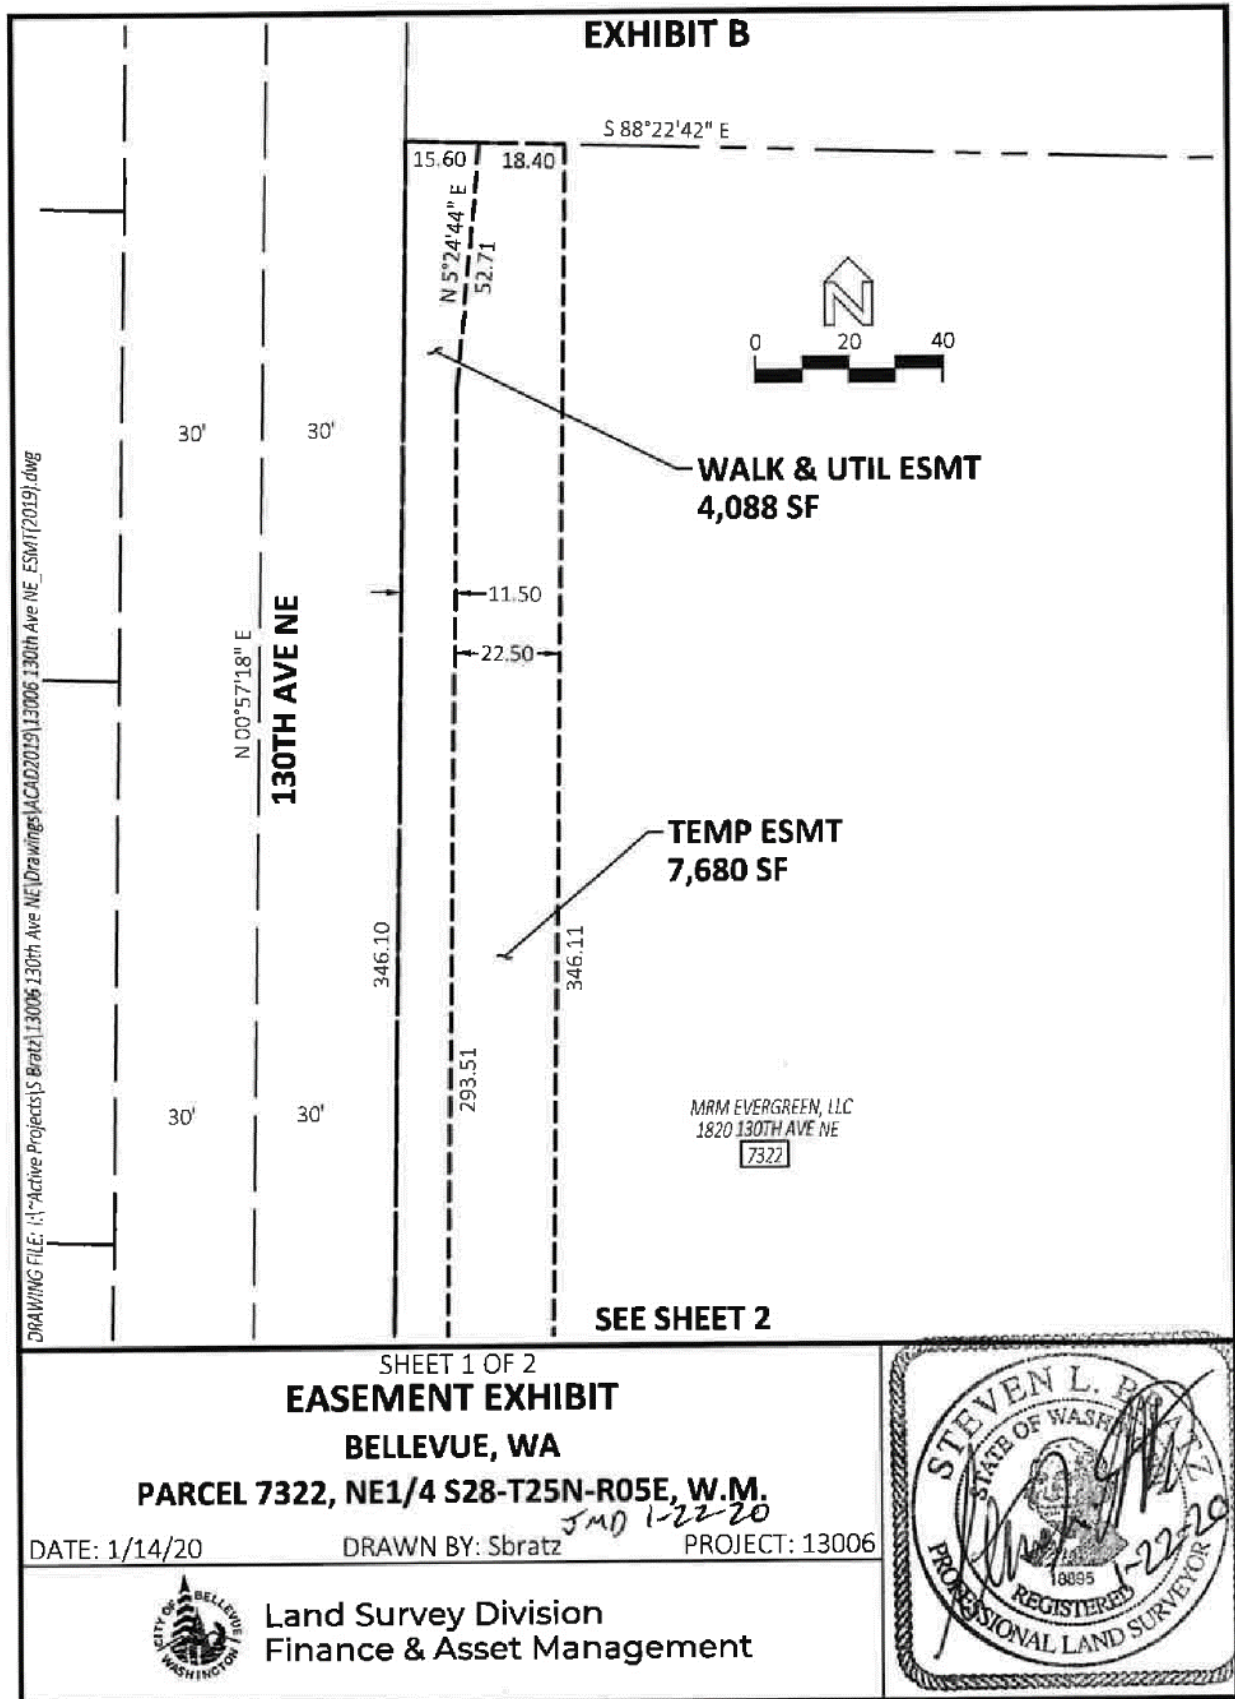 EXHIBIT B
S 88°22'42" E
15.60
18.40
N 5°24'44" E
52.71
0 20 40
30'
30'
WALK & UTIL ESMT
4,088 SF
11.50
22.50
N 00°57'18" E
130TH AVE NE
TEMP ESMT
7,680 SF
346.10
346.11
293.51
30'
30'
MRM EVERGREEN, LLC
1820 130TH AVE NE
7322
DRAWING FILE: I:\~Active Projects\S Bratz\13006 130th Ave NE\Drawings\ACAD2019\13006 130th Ave NE_ESMT(2019).dwg
SEE SHEET 2
SHEET 1 OF 2
EASEMENT EXHIBIT
BELLEVUE, WA
PARCEL 7322, NE1/4 S28-T25N-R05E, W.M.
JMD 1-22-20
DATE: 1/14/20 DRAWN BY: Sbratz PROJECT: 13006
CITY OF BELLEVUE
WASHINGTON
Land Survey Division
Finance & Asset Management
STEVEN L. BRATZ
STATE OF WASH
18895
REGISTERED
PROFESSIONAL LAND SURVEYOR
1-22-20